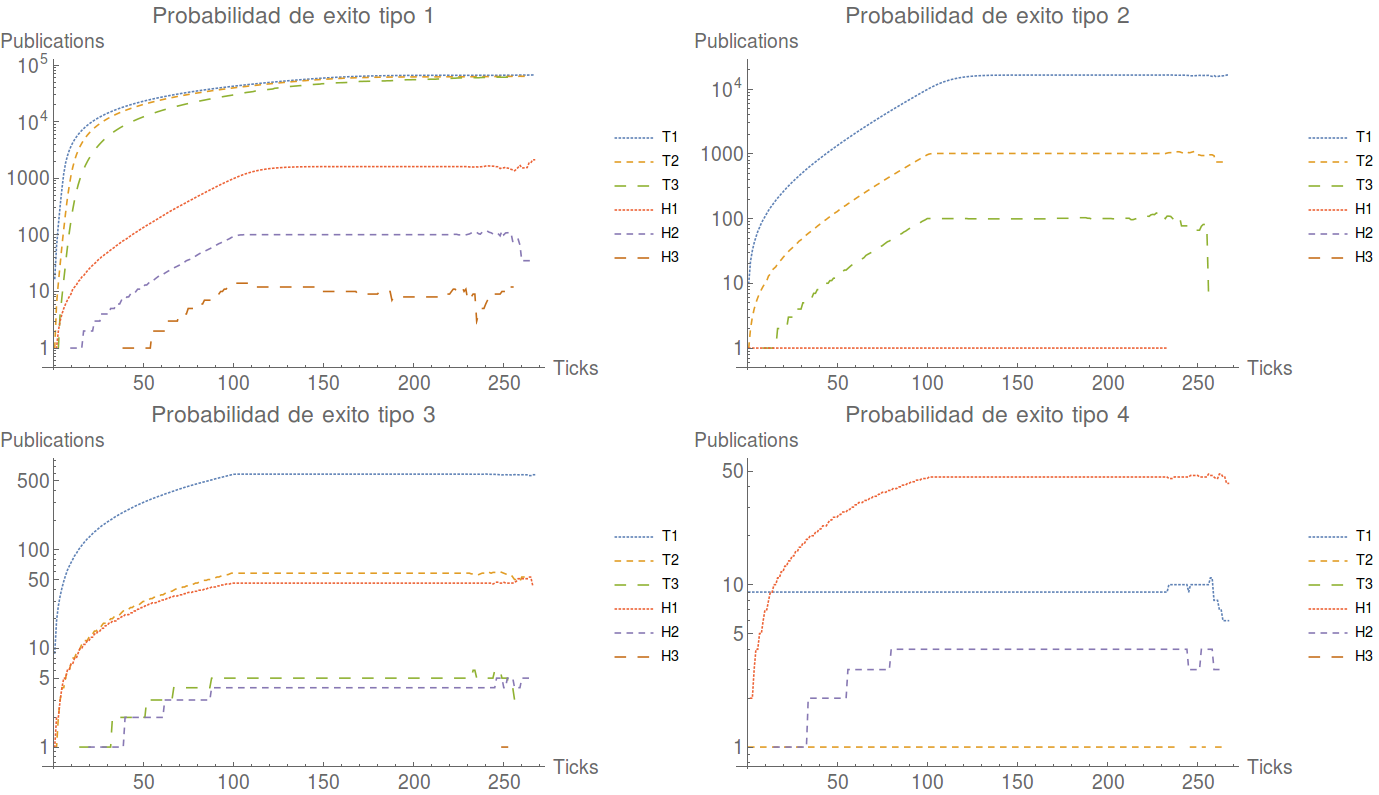 Probabilidad de exito tipo 1
Publications
10^5
10^4
1000
100
10
1
50 100 150 200 250
Ticks
T1
T2
T3
H1
H2
H3
Probabilidad de exito tipo 2
Publications
10^4
1000
100
10
1
50 100 150 200 250
Ticks
T1
T2
T3
H1
H2
H3
Probabilidad de exito tipo 3
Publications
500
100
50
10
5
1
50 100 150 200 250
Ticks
T1
T2
T3
H1
H2
H3
Probabilidad de exito tipo 4
Publications
50
10
5
1
50 100 150 200 250
Ticks
T1
T2
T3
H1
H2
H3